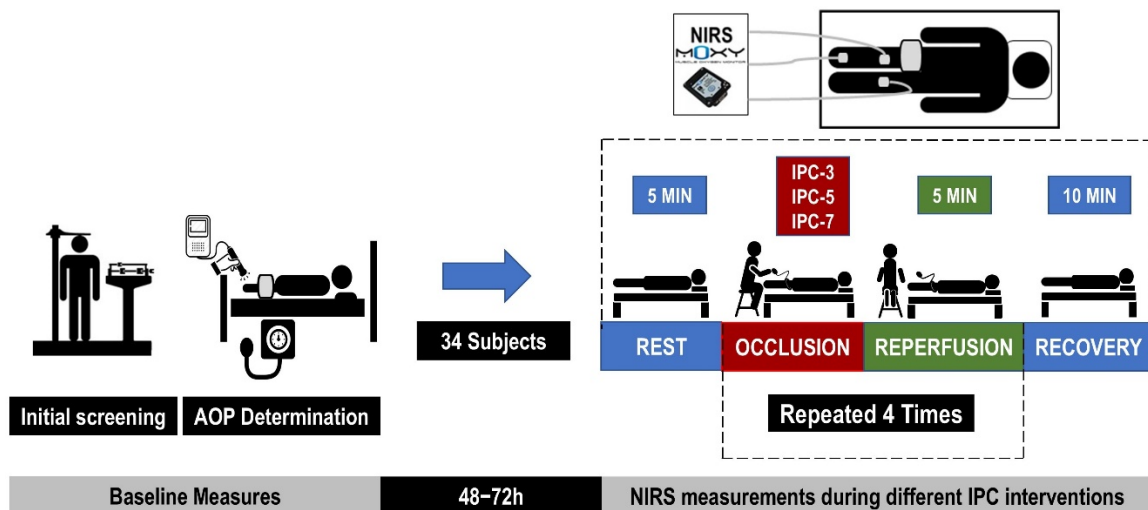 NIRS
MOXY
MUSCLE OXYGEN MONITOR
5 MIN
IPC-3
IPC-5
IPC-7
5 MIN
10 MIN
34 Subjects
REST
OCCLUSION
REPERFUSION
RECOVERY
Initial screening
AOP Determination
Repeated 4 Times
Baseline Measures
48−72h
NIRS measurements during different IPC interventions